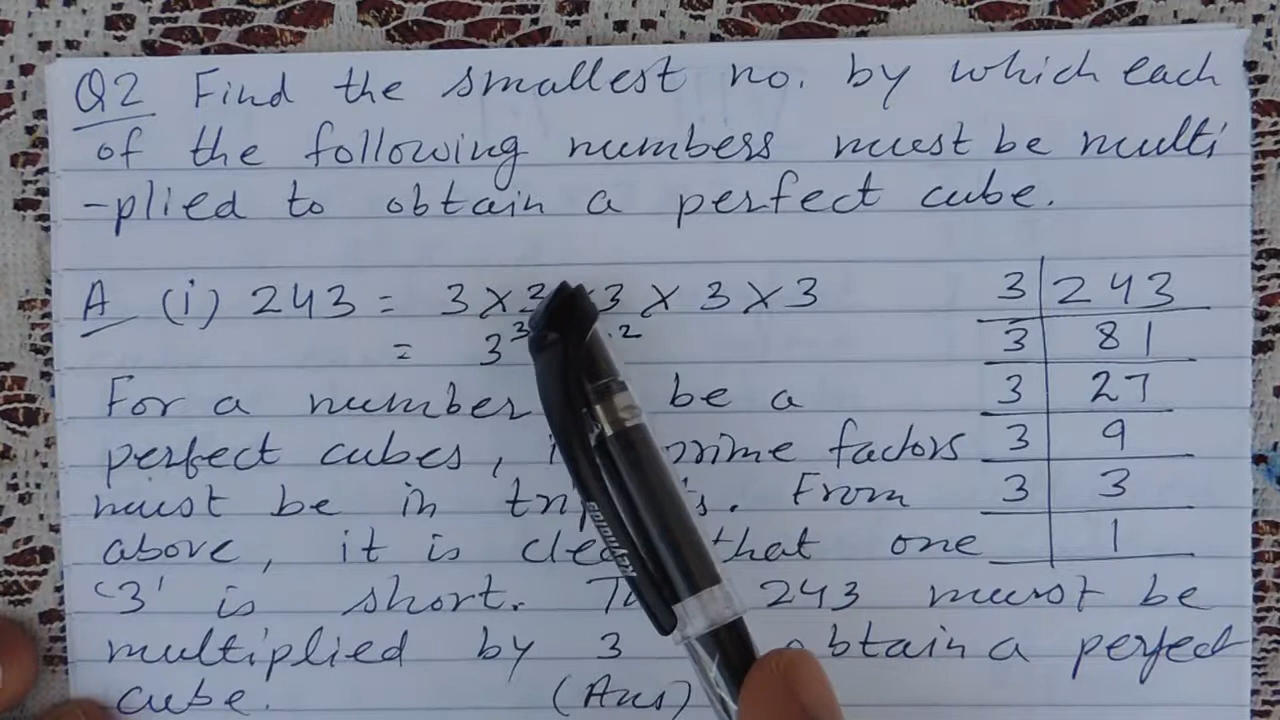 Q2 Find the smallest no. by which each
of the following numbers must be multi
-plied to obtain a perfect cube.
A (i) 243 = 3 × 3 × 3 × 3 × 3
= 3³ . 2
For a number be a
perfect cubes, prime factors
must be in From
above, it is that one
'3' is short. 243 must be
multiplied by 3 obtain a perfect
cube. (Ans)
3 243
3 81
3 27
3 9
3 3
1